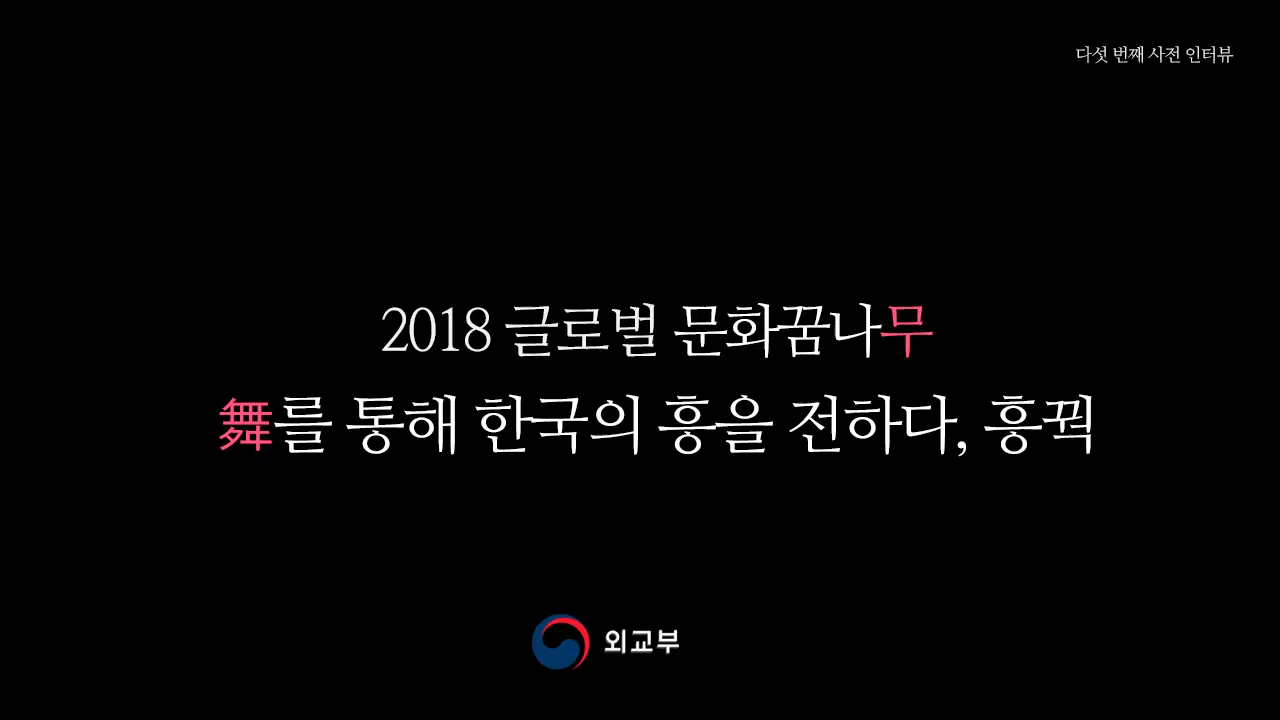 다섯 번째 사전 인터뷰
2018 글로벌 문화꿈나무
舞를 통해 한국의 흥을 전하다, 흥꿕
외교부